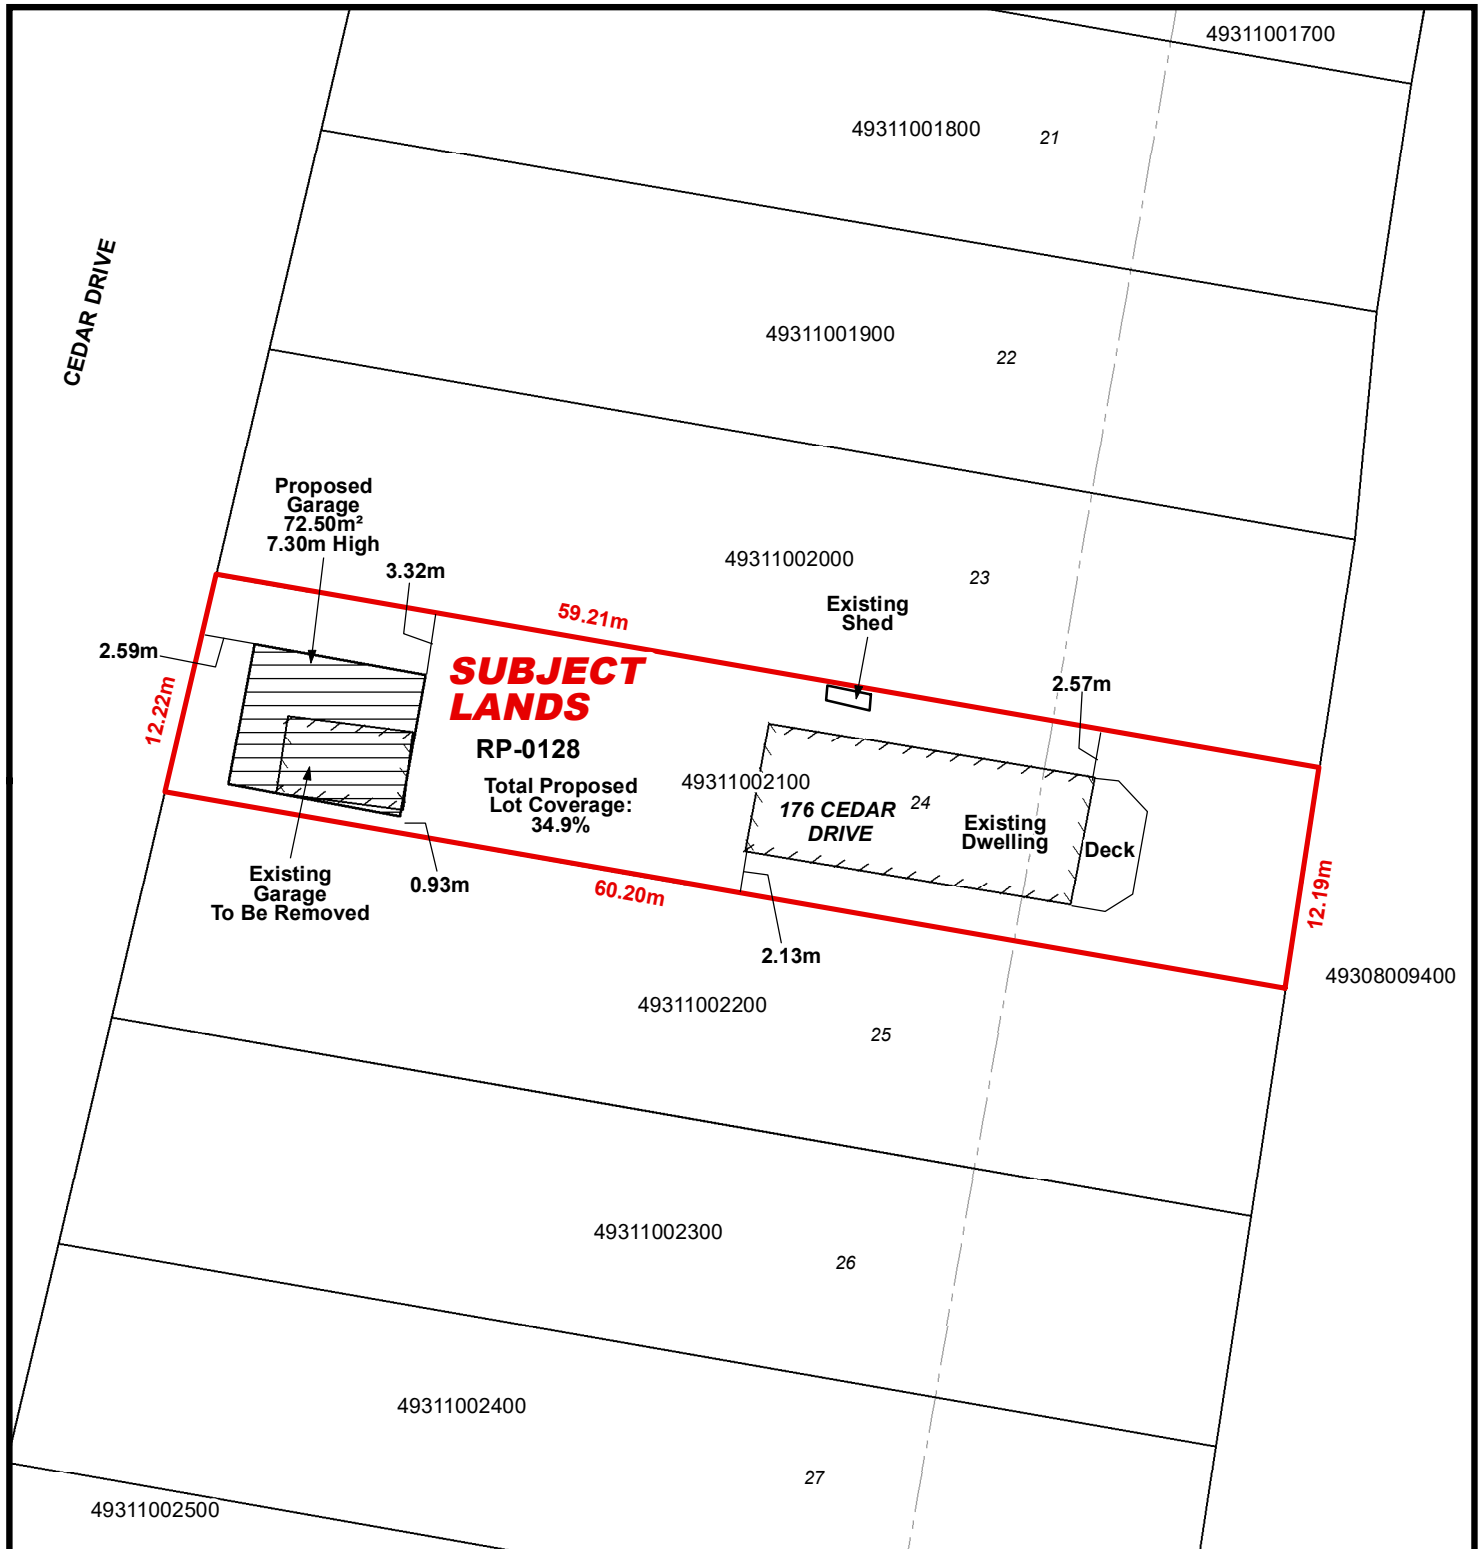 49311001700
49311001800
21
CEDAR DRIVE
49311001900
22
Proposed
Garage
72.50m²
7.30m High
3.32m
49311002000
23
59.21m
Existing
Shed
2.59m
12.22m
SUBJECT
LANDS
RP-0128
Total Proposed
Lot Coverage:
34.9%
2.57m
49311002100
176 CEDAR
DRIVE
24
Existing
Dwelling
Deck
Existing
Garage
To Be Removed
0.93m
60.20m
12.19m
2.13m
49308009400
49311002200
25
49311002300
26
49311002400
27
49311002500